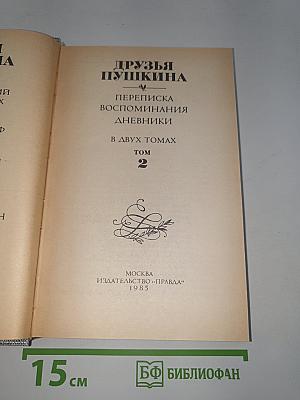 ДРУЗЬЯ
ПУШКИНА
ПЕРЕПИСКА
ВОСПОМИНАНИЯ
ДНЕВНИКИ
В ДВУХ ТОМАХ
ТОМ
2
МОСКВА
ИЗДАТЕЛЬСТВО «ПРАВДА»
1985
15 см
БФ БИБЛИОФАН